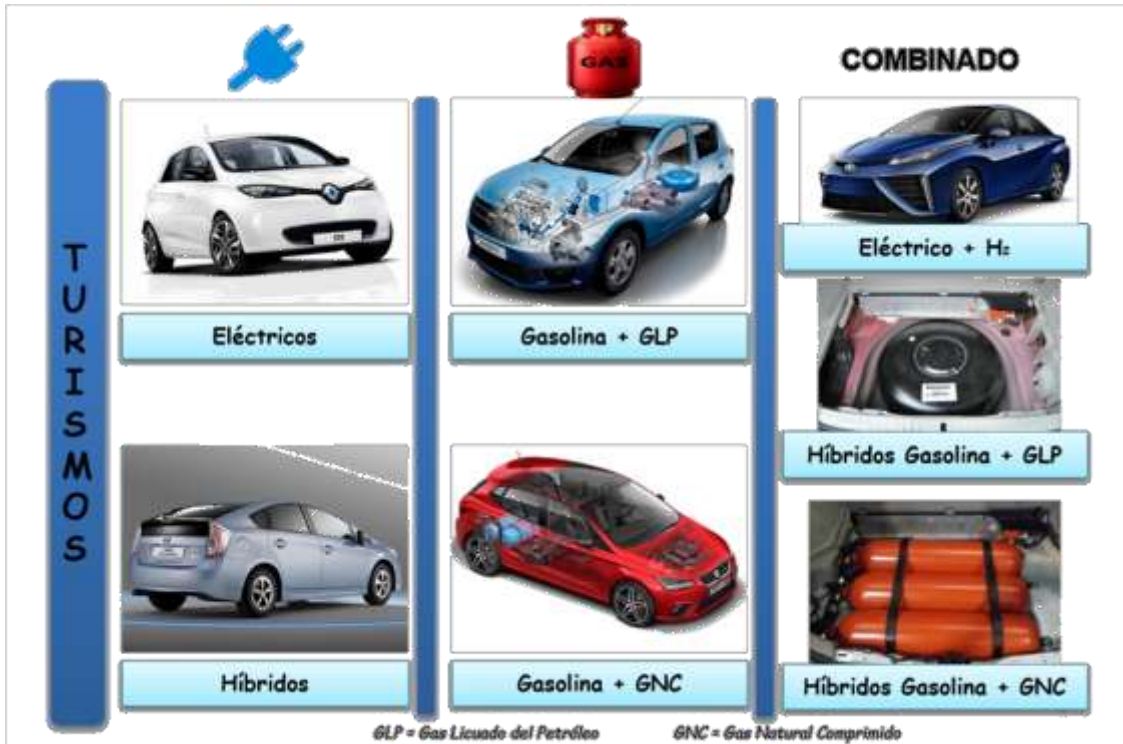 GAS
COMBINADO
TURISMOS
Eléctricos
Gasolina + GLP
Eléctrico + H₂
Híbridos Gasolina + GLP
Híbridos
Gasolina + GNC
Híbridos Gasolina + GNC
GLP = Gas Licuado del Petróleo
GNC = Gas Natural Comprimido